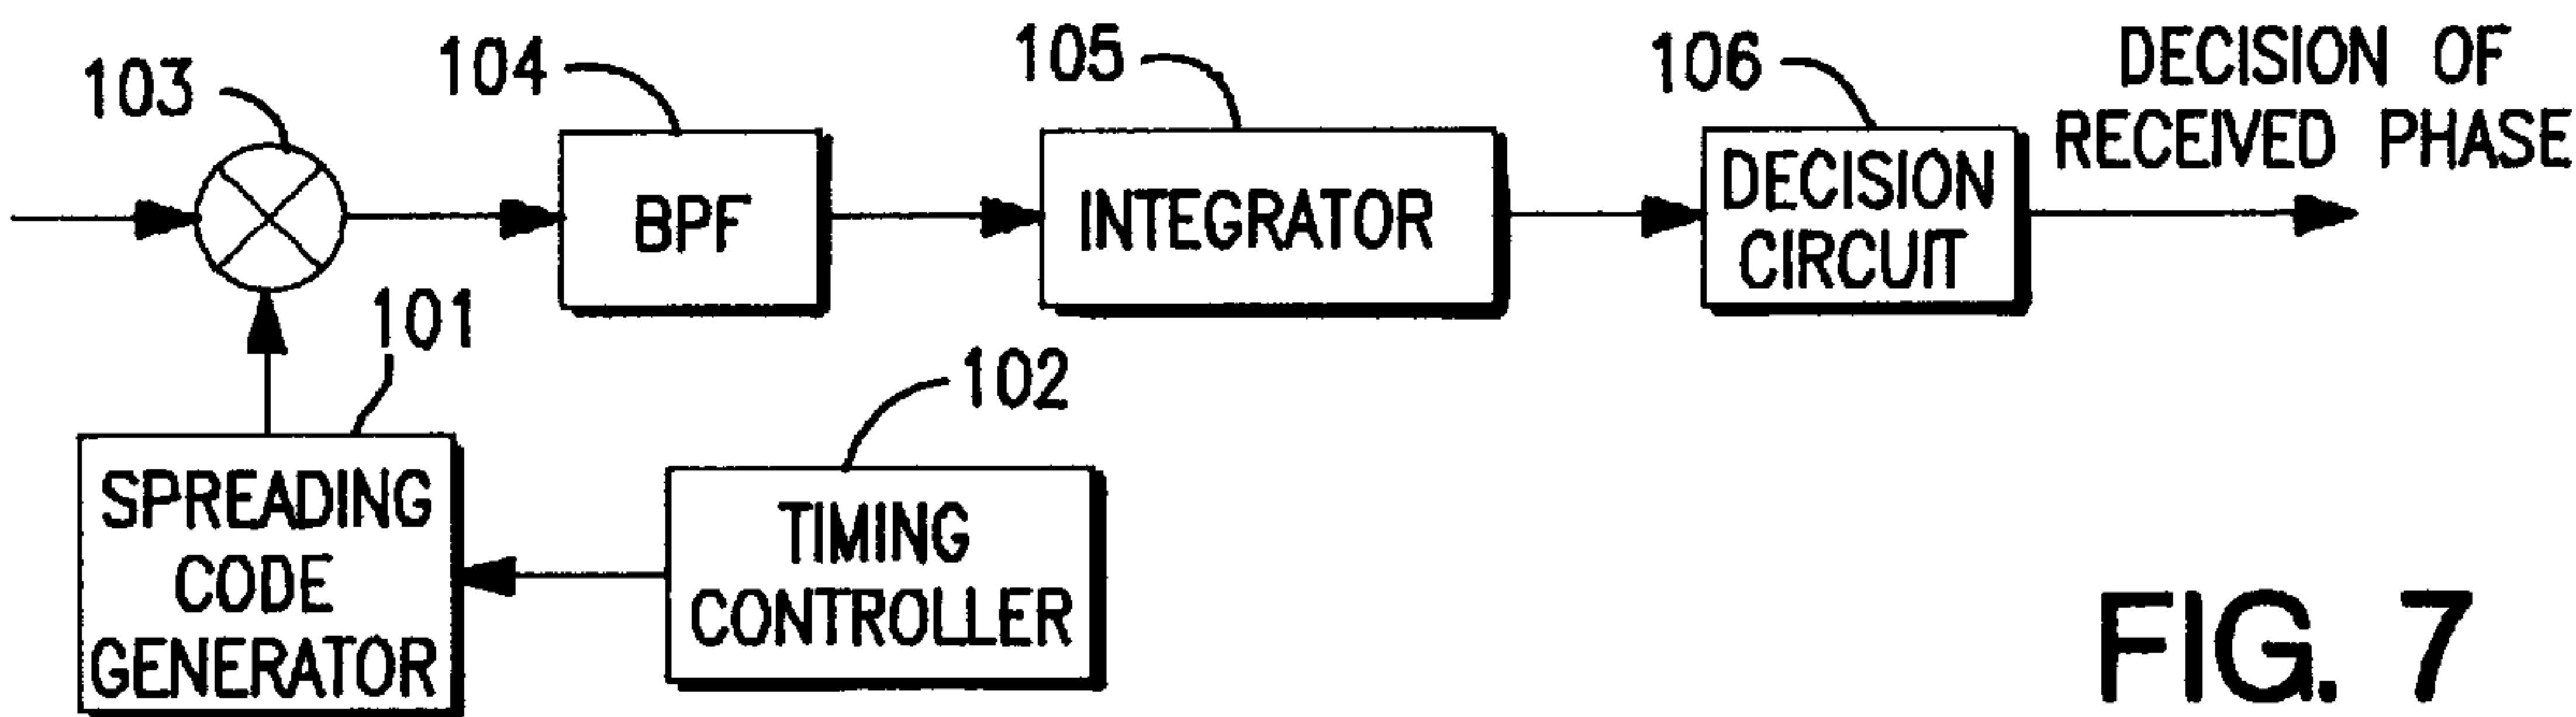 103
104
105
106
DECISION OF
RECEIVED PHASE
BPF
INTEGRATOR
DECISION
CIRCUIT
101
102
SPREADING
CODE
GENERATOR
TIMING
CONTROLLER
FIG. 7